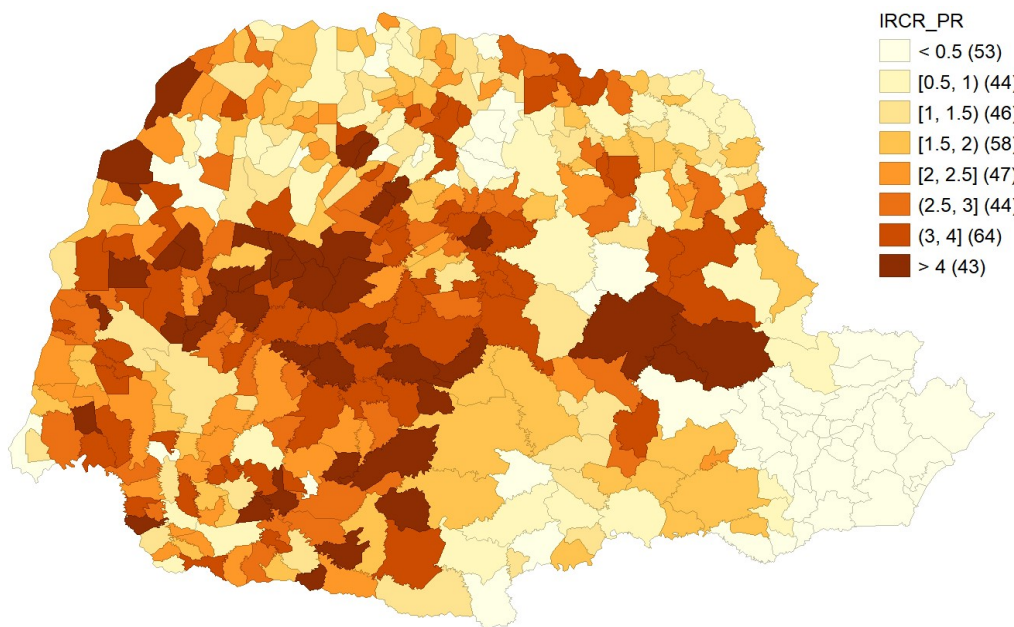 IRCR_PR
< 0.5 (53)
[0.5, 1) (44)
[1, 1.5) (46)
[1.5, 2) (58)
[2, 2.5] (47)
(2.5, 3] (44)
(3, 4] (64)
> 4 (43)